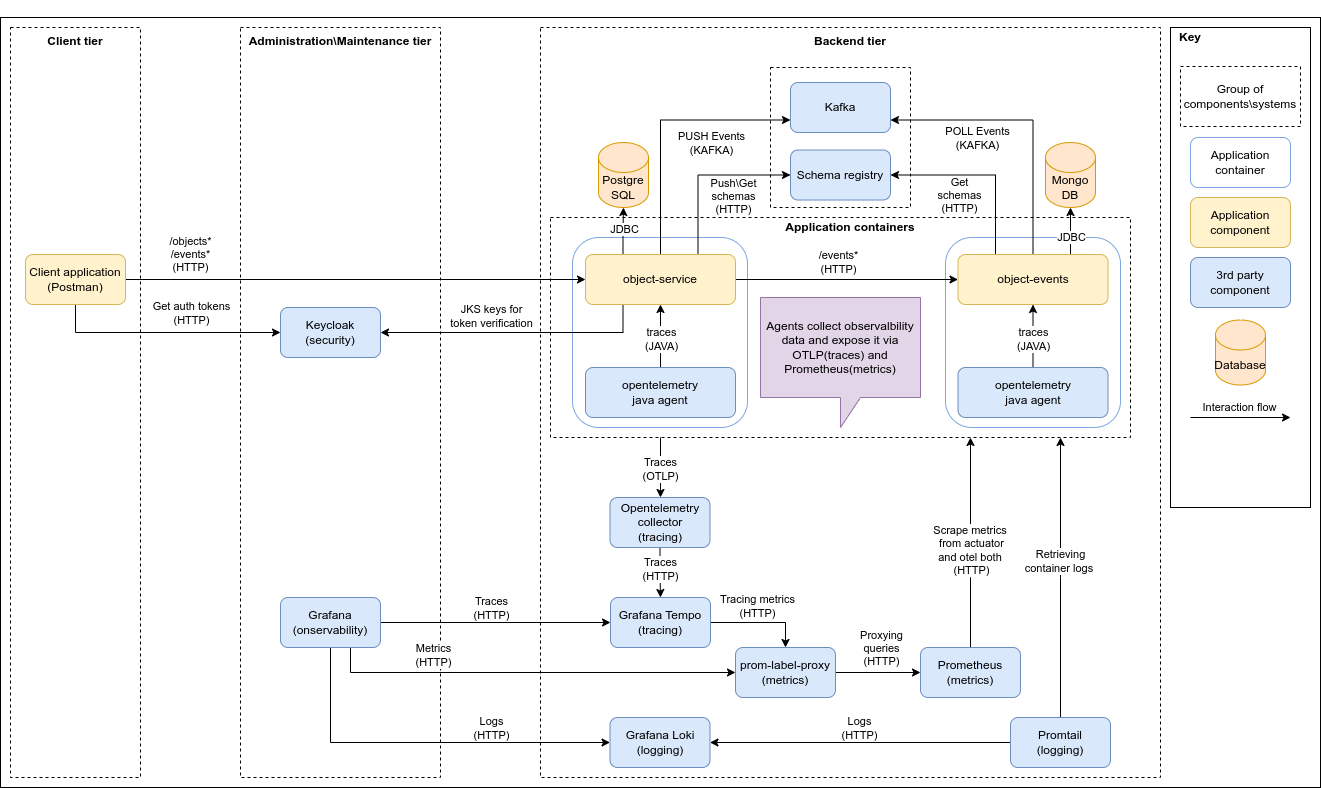 Client tier
Administration\Maintenance tier
Backend tier
Key
Group of
components\systems
Application
container
Application
component
3rd party
component
Database
Interaction flow
Kafka
Schema registry
PUSH Events
(KAFKA)
POLL Events
(KAFKA)
Push\Get
schemas
(HTTP)
Get
schemas
(HTTP)
Postgre
SQL
Mongo
DB
JDBC
JDBC
Application containers
Client application
(Postman)
/objects*
/events*
(HTTP)
object-service
/events*
(HTTP)
object-events
Get auth tokens
(HTTP)
Keycloak
(security)
JKS keys for
token verification
traces
(JAVA)
traces
(JAVA)
Agents collect observalbility
data and expose it via
OTLP(traces) and
Prometheus(metrics)
opentelemetry
java agent
opentelemetry
java agent
Traces
(OTLP)
Opentelemetry
collector
(tracing)
Traces
(HTTP)
Scrape metrics
from actuator
and otel both
(HTTP)
Retrieving
container logs
Grafana
(onservability)
Traces
(HTTP)
Grafana Tempo
(tracing)
Tracing metrics
(HTTP)
Metrics
(HTTP)
prom-label-proxy
(metrics)
Proxying
queries
(HTTP)
Prometheus
(metrics)
Logs
(HTTP)
Grafana Loki
(logging)
Logs
(HTTP)
Promtail
(logging)